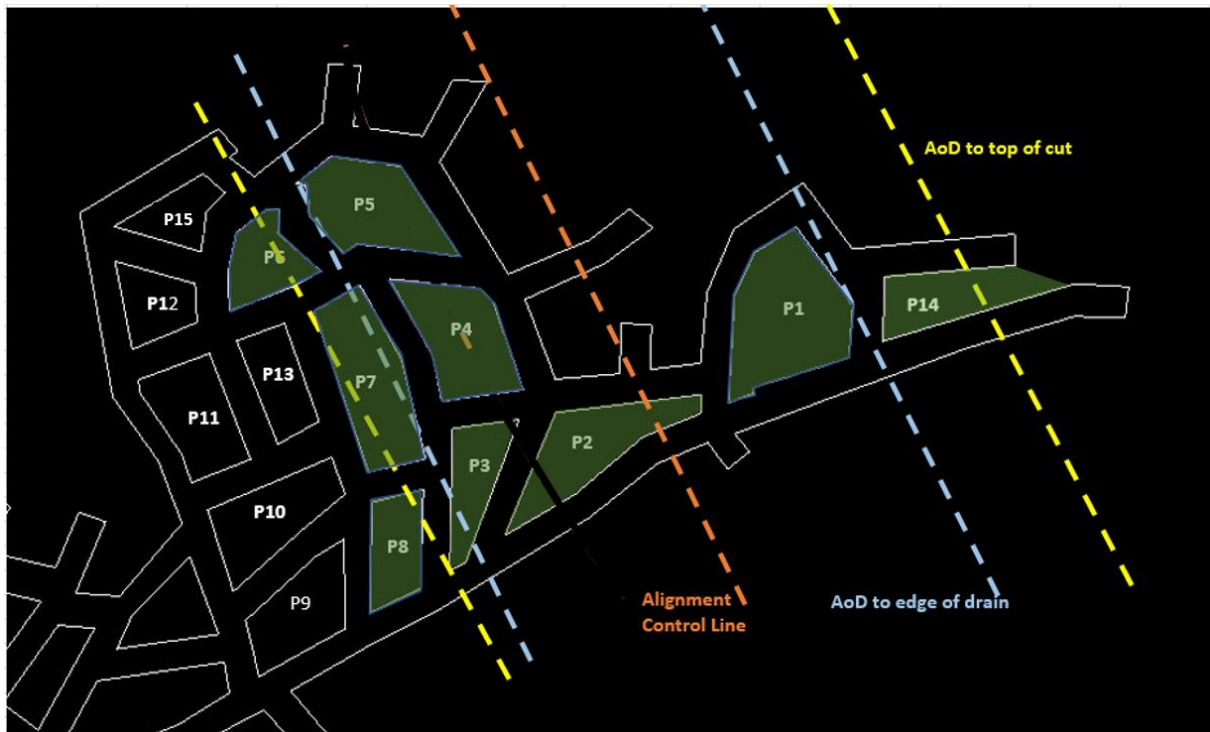 AoD to top of cut
P15
P5
P6
P12
P1
P14
P4
P13
P7
P11
P2
P3
P10
P8
P9
Alignment
Control Line
AoD to edge of drain